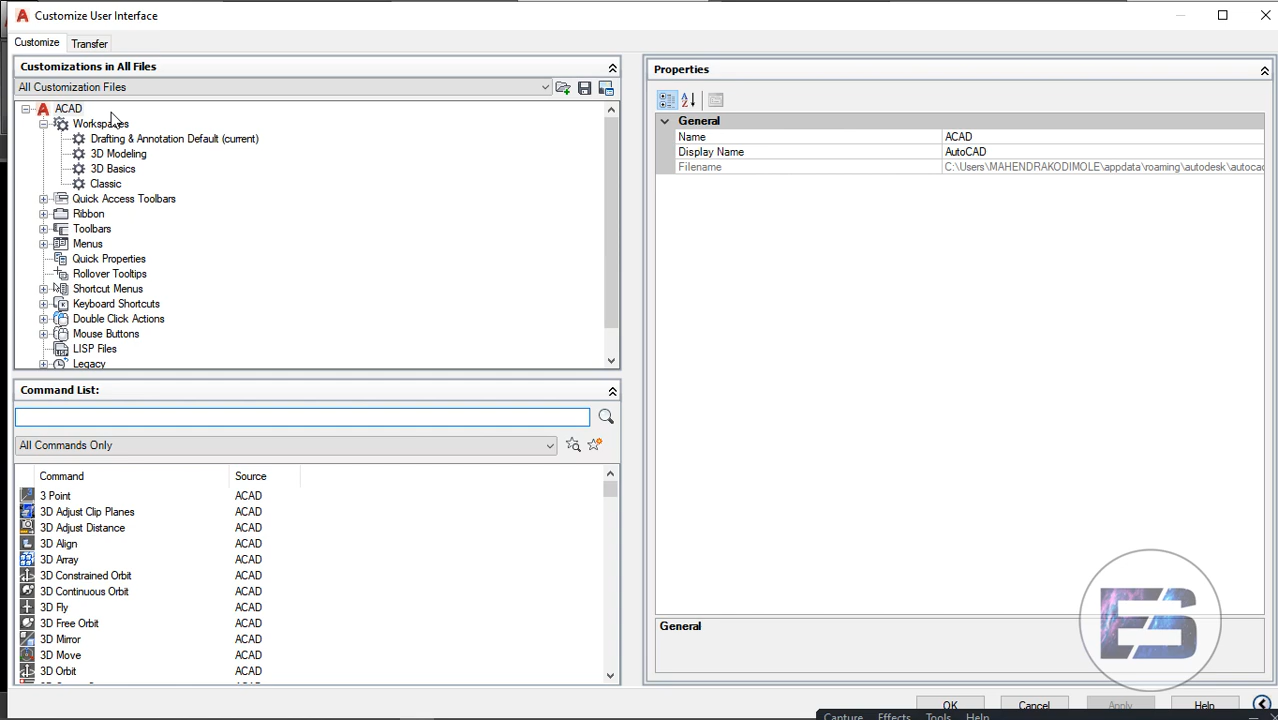 Customize User Interface
Customize Transfer
Customizations in All Files
All Customization Files
ACAD
Workspaces
Drafting & Annotation Default (current)
3D Modeling
3D Basics
Classic
Quick Access Toolbars
Ribbon
Toolbars
Menus
Quick Properties
Rollover Tooltips
Shortcut Menus
Keyboard Shortcuts
Double Click Actions
Mouse Buttons
LISP Files
Legacy
Command List:
All Commands Only
Command Source
3 Point ACAD
3D Adjust Clip Planes ACAD
3D Adjust Distance ACAD
3D Align ACAD
3D Array ACAD
3D Constrained Orbit ACAD
3D Continuous Orbit ACAD
3D Fly ACAD
3D Free Orbit ACAD
3D Mirror ACAD
3D Move ACAD
3D Orbit ACAD
Properties
General
Name ACAD
Display Name AutoCAD
Filename C:\Users\MAHENDRAKODIMOLE\appdata\roaming\autodesk\autocad
General
ES
OK Cancel Apply Help
Capture Effects Tools Help